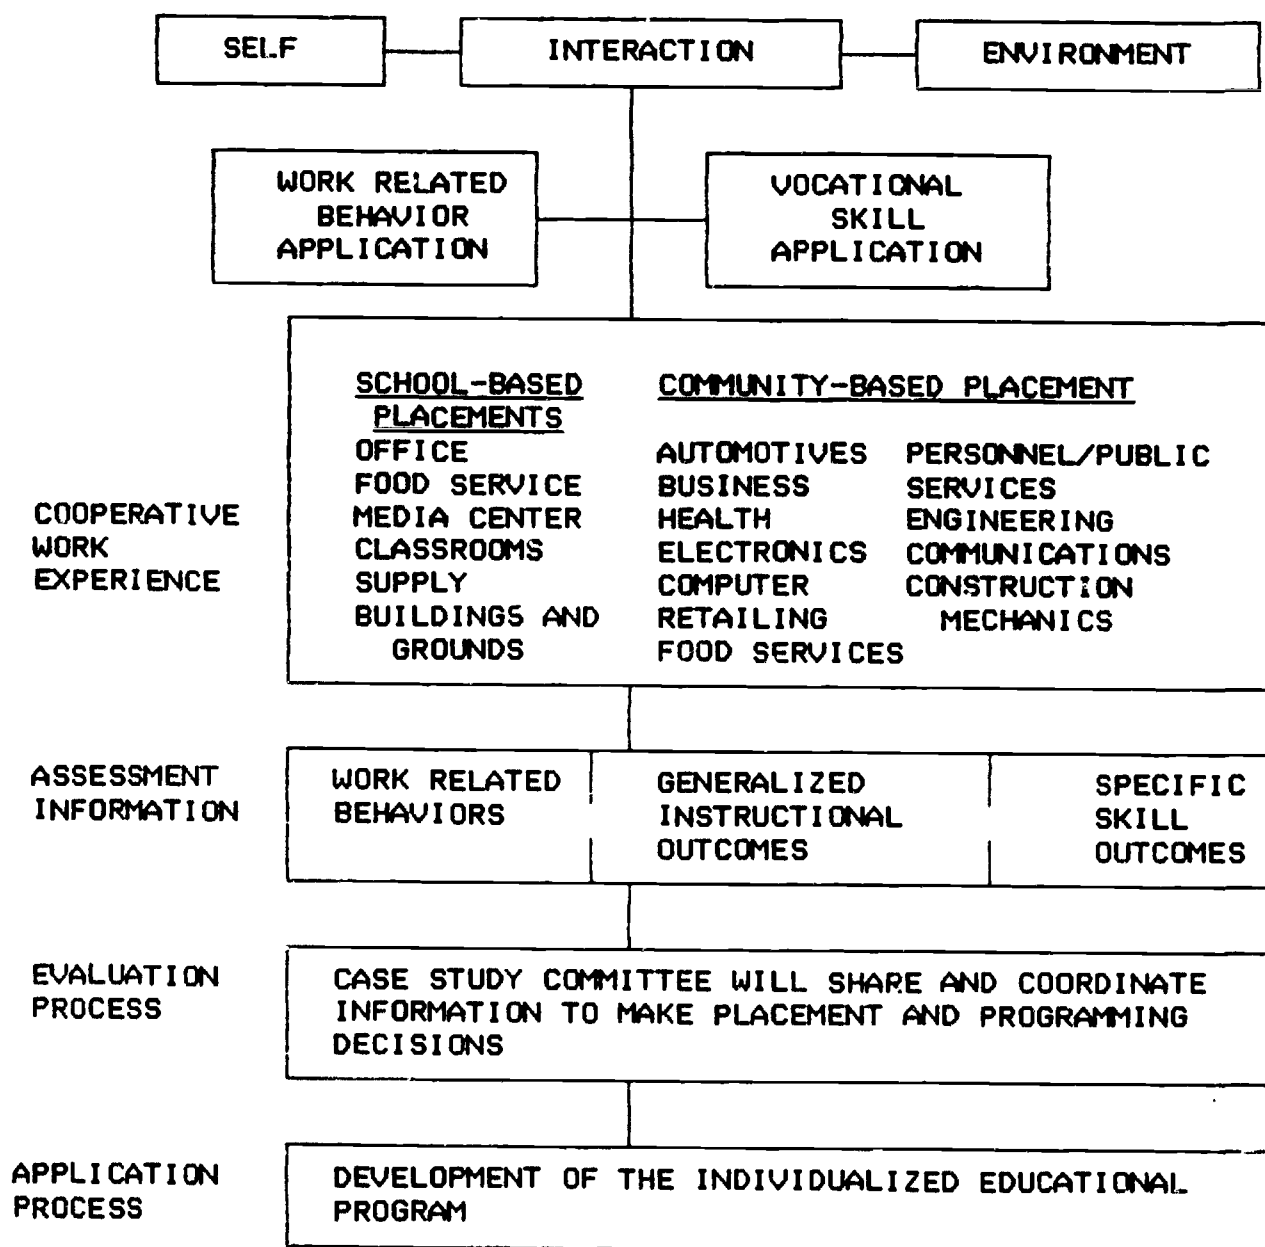 SELF
INTERACTION
ENVIRONMENT
WORK RELATED
BEHAVIOR
APPLICATION
VOCATIONAL
SKILL
APPLICATION
COOPERATIVE
WORK
EXPERIENCE
SCHOOL-BASED
PLACEMENTS
OFFICE
FOOD SERVICE
MEDIA CENTER
CLASSROOMS
SUPPLY
BUILDINGS AND
GROUNDS
COMMUNITY-BASED PLACEMENT
AUTOMOTIVES
BUSINESS
HEALTH
ELECTRONICS
COMPUTER
RETAILING
FOOD SERVICES
PERSONNEL/PUBLIC
SERVICES
ENGINEERING
COMMUNICATIONS
CONSTRUCTION
MECHANICS
ASSESSMENT
INFORMATION
WORK RELATED
BEHAVIORS
GENERALIZED
INSTRUCTIONAL
OUTCOMES
SPECIFIC
SKILL
OUTCOMES
EVALUATION
PROCESS
CASE STUDY COMMITTEE WILL SHARE AND COORDINATE
INFORMATION TO MAKE PLACEMENT AND PROGRAMMING
DECISIONS
APPLICATION
PROCESS
DEVELOPMENT OF THE INDIVIDUALIZED EDUCATIONAL
PROGRAM